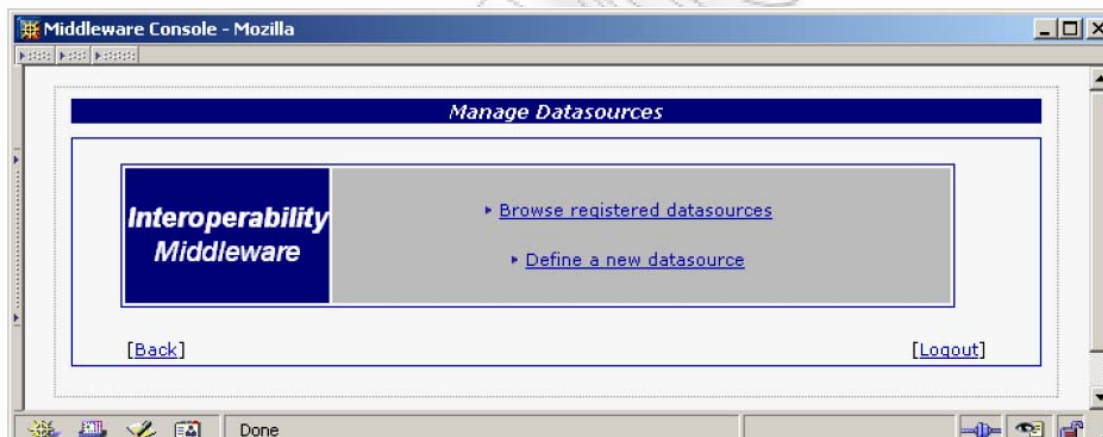 Middleware Console - Mozilla
Manage Datasources
Interoperability
Middleware
Browse registered datasources
Define a new datasource
[Back]
[Logout]
Done